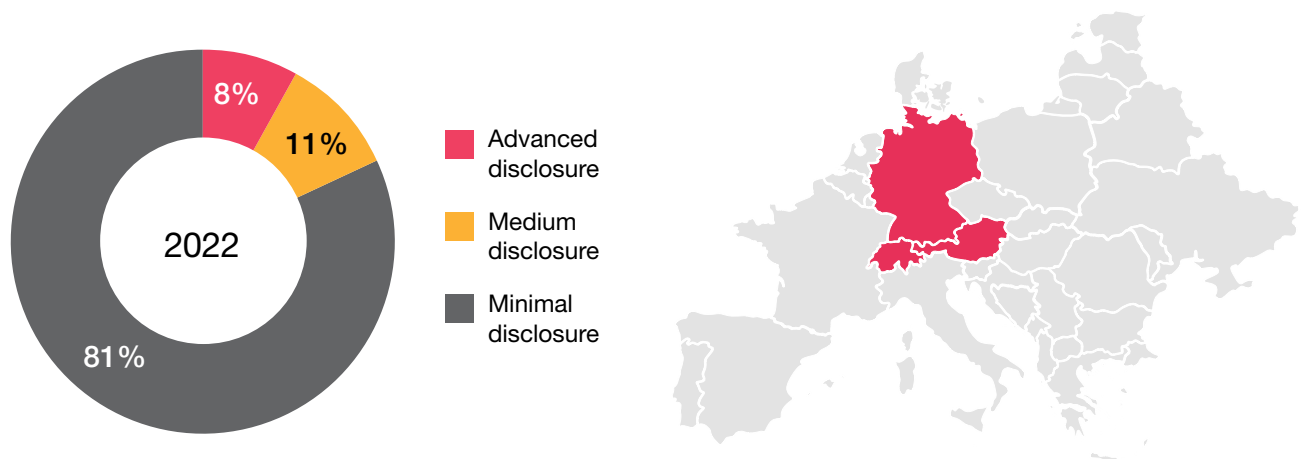 8%
11%
2022
81%
Advanced
disclosure
Medium
disclosure
Minimal
disclosure